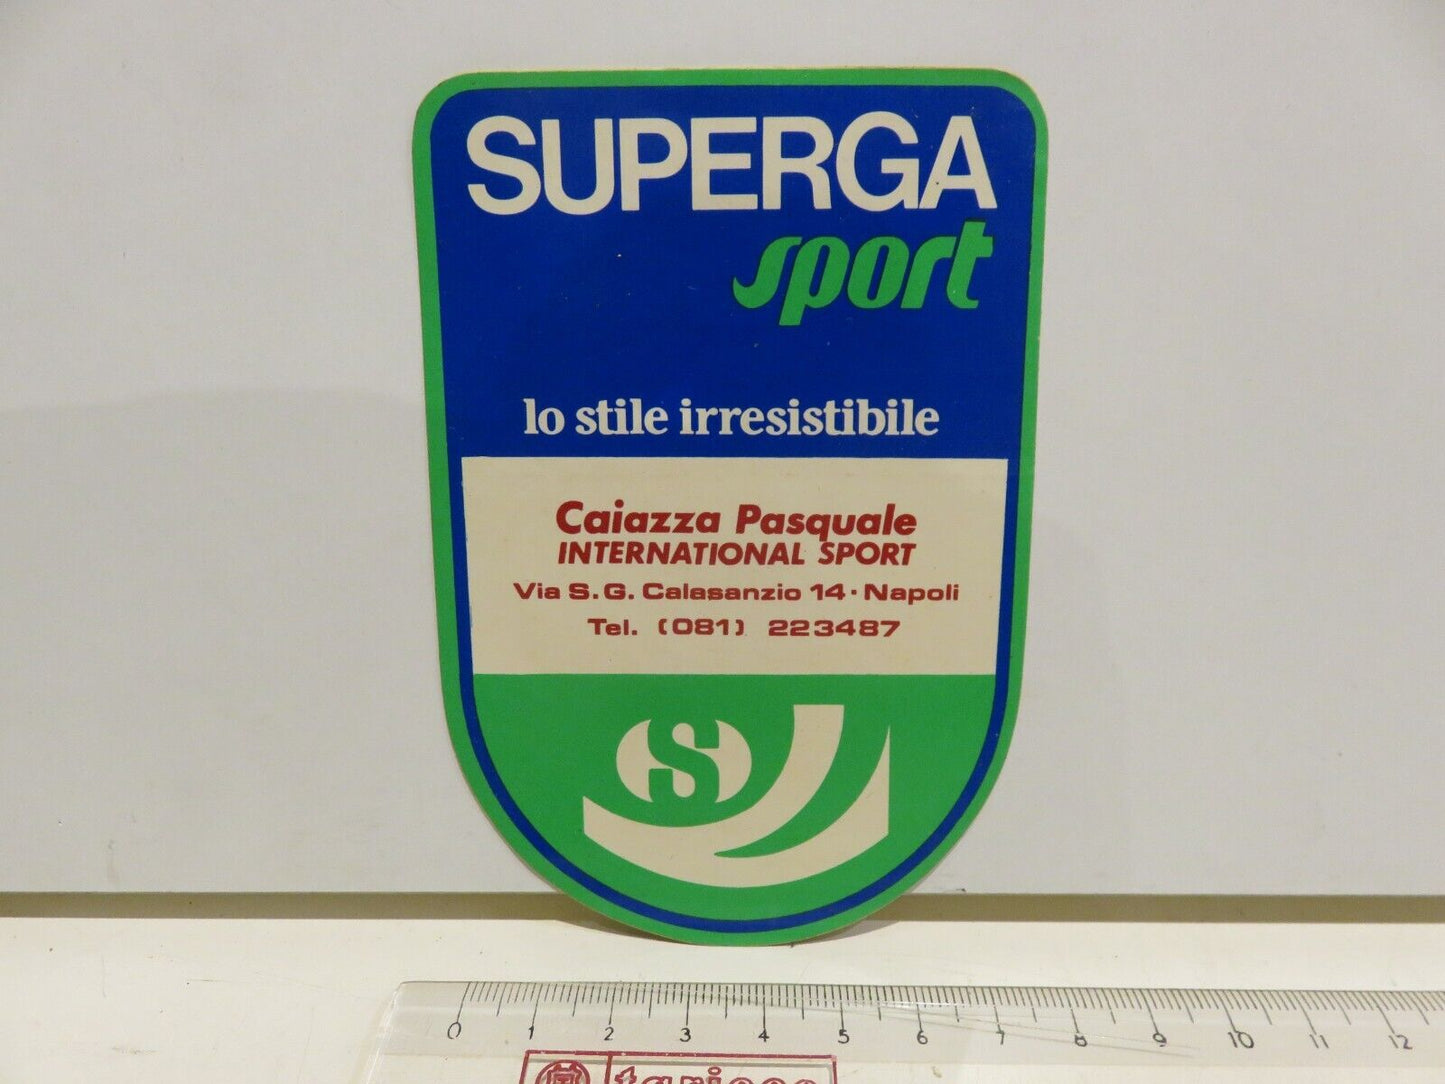 SUPERGA
sport
lo stile irresistibile
Caiazza Pasquale
INTERNATIONAL SPORT
Via S. G. Calasanzio 14 · Napoli
Tel. (081) 223487
S
0 1 2 3 4 5 6 7 8 9 10 11 12